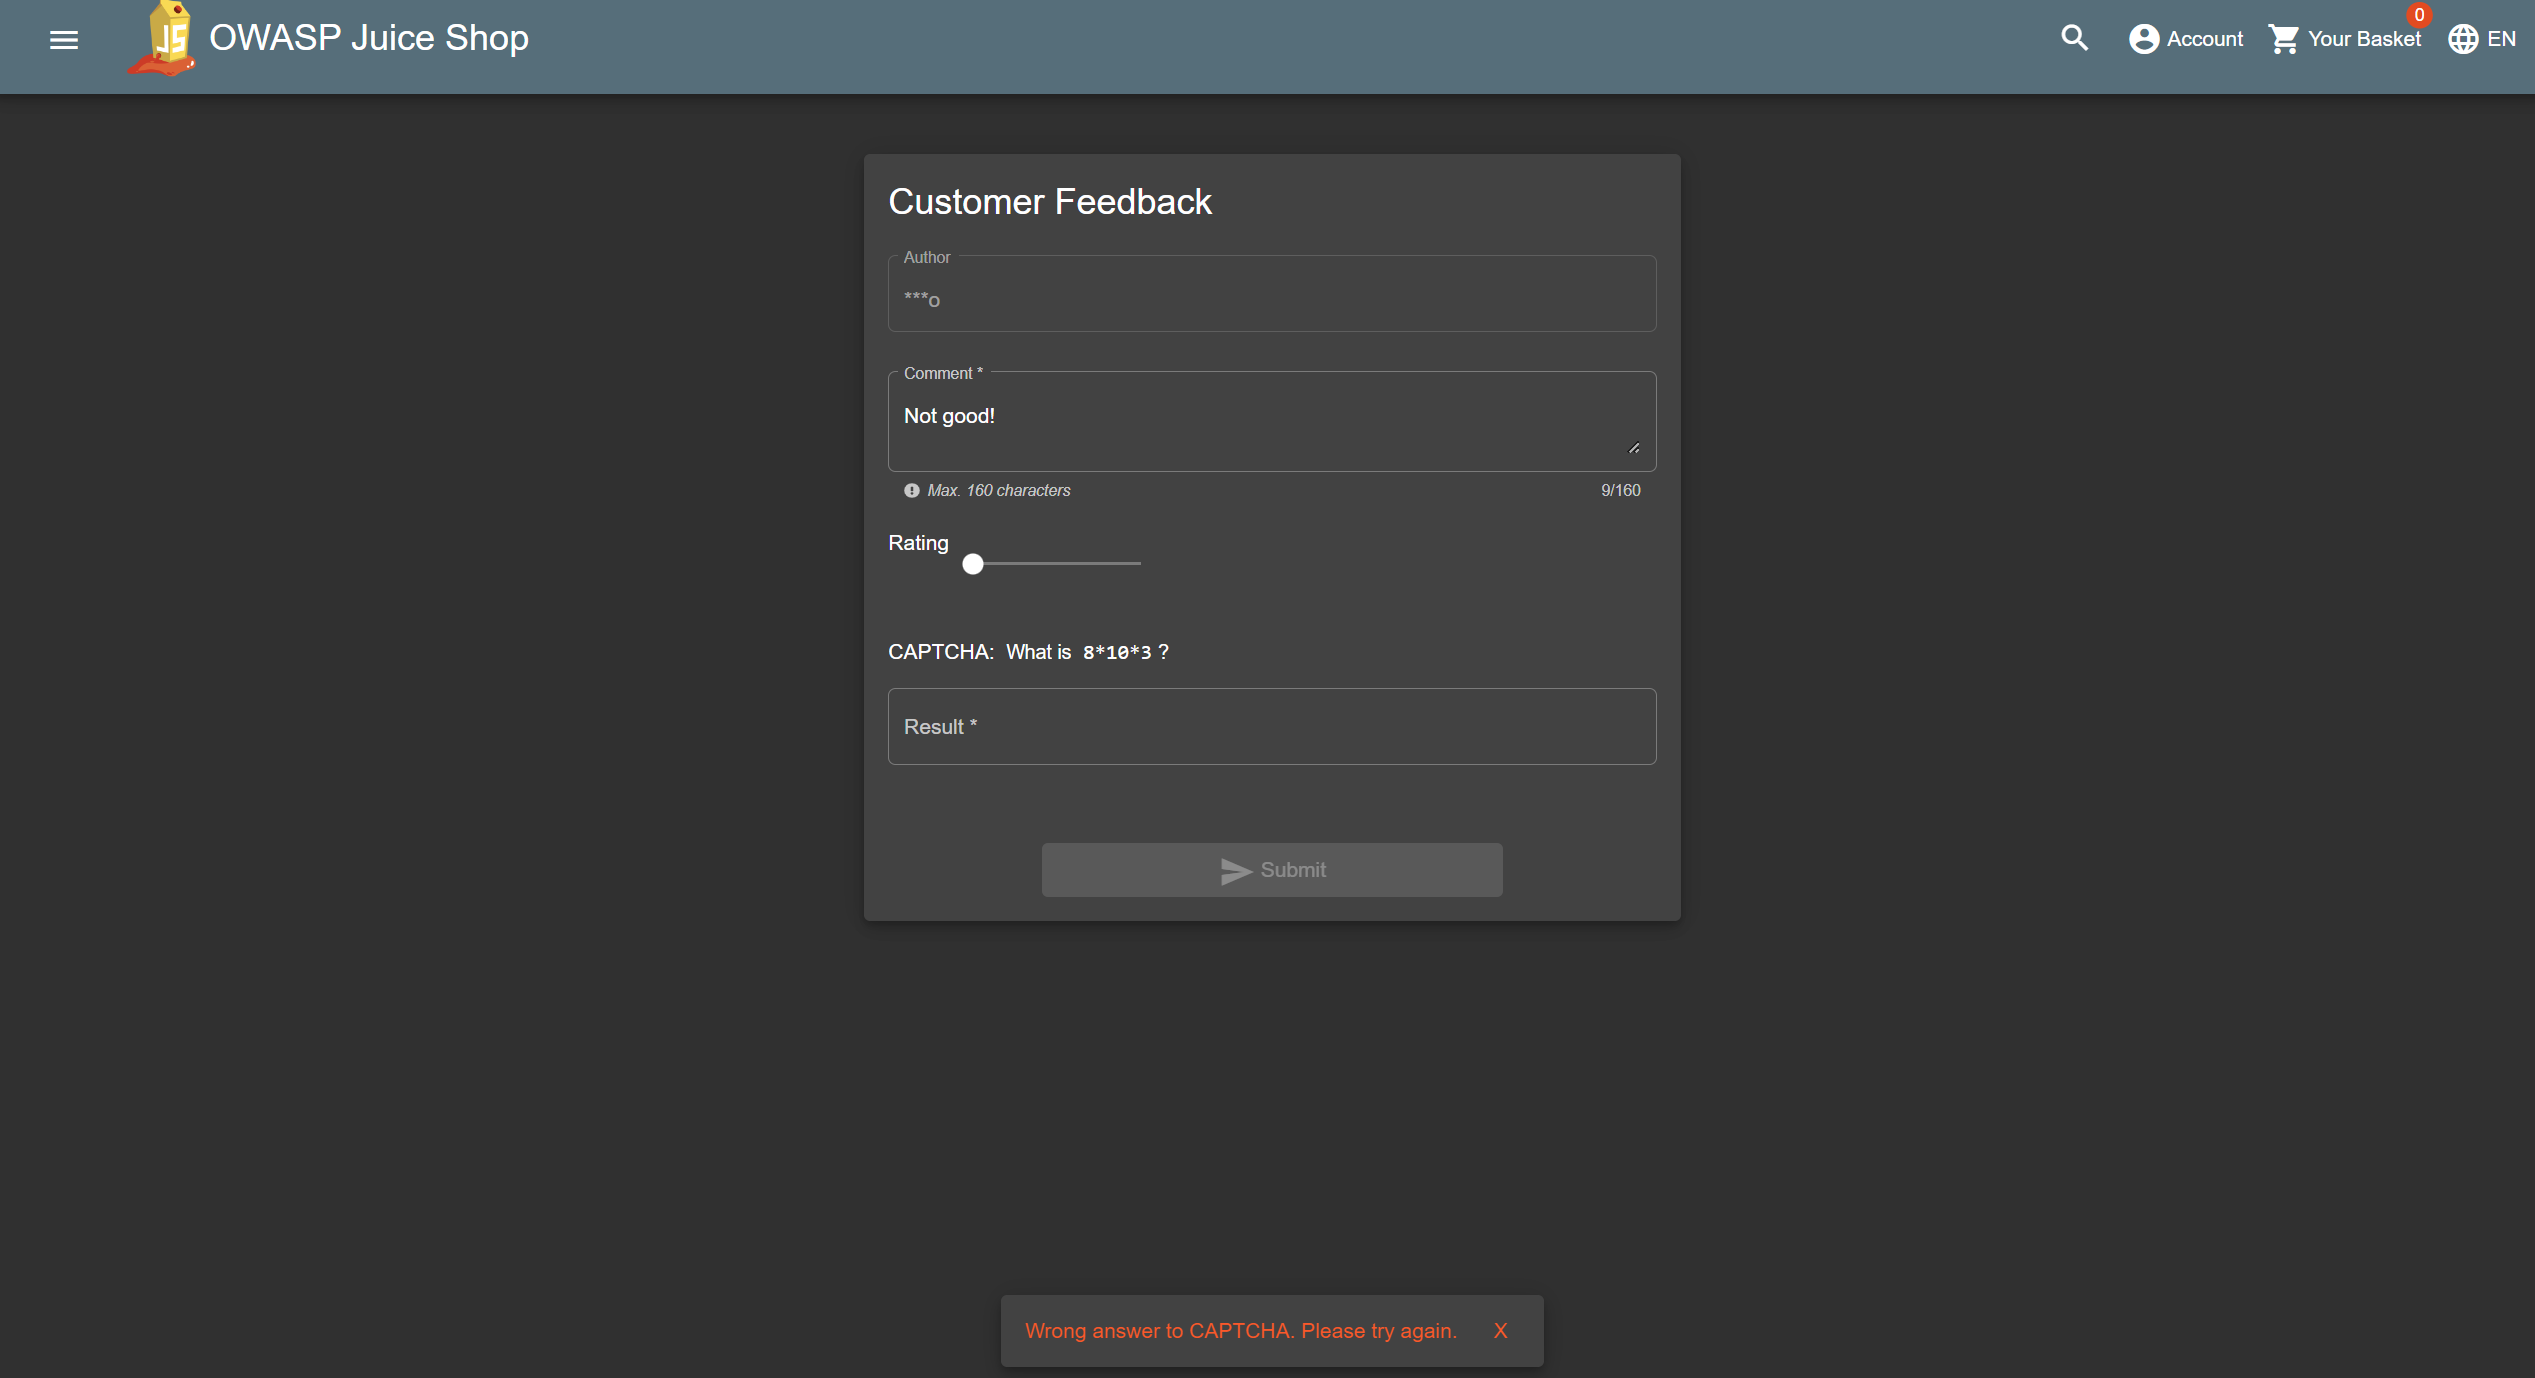 JS
OWASP Juice Shop
Account
0
Your Basket
EN
Customer Feedback
Author
***o
Comment *
Not good!
Max. 160 characters
9/160
Rating
CAPTCHA: What is 8*10*3 ?
Result *
Submit
Wrong answer to CAPTCHA. Please try again. X